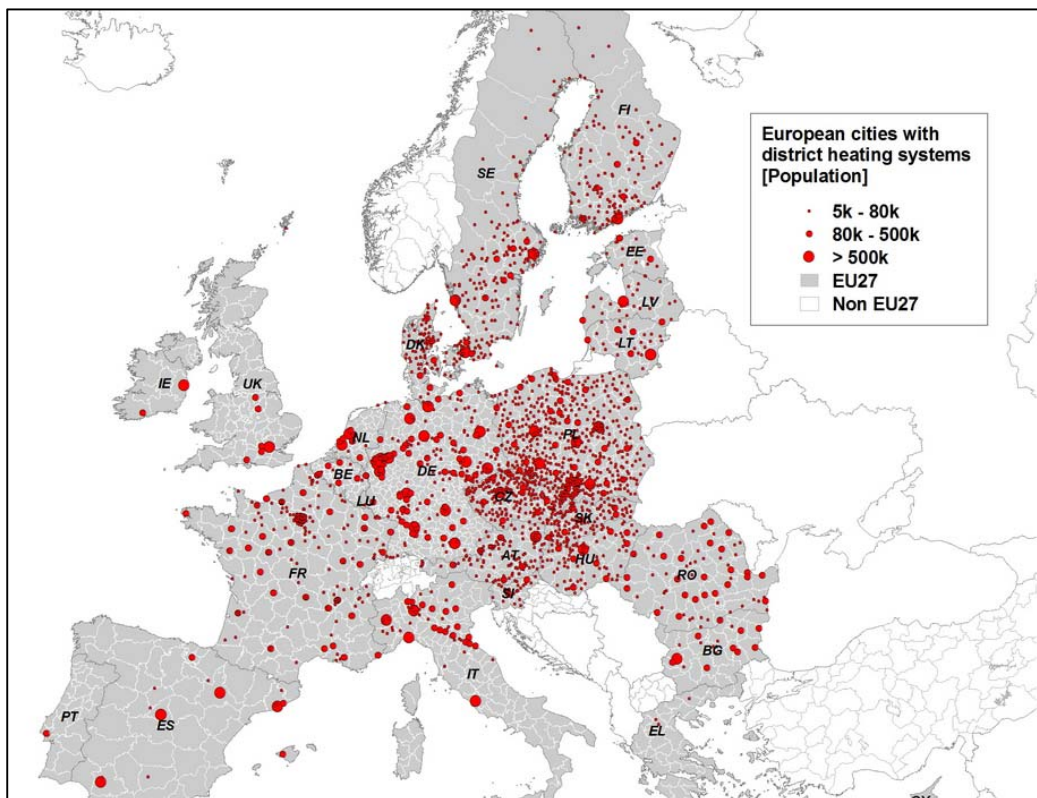 European cities with
district heating systems
[Population]
5k - 80k
80k - 500k
> 500k
EU27
Non EU27
FI
SE
EE
LV
LT
DK
IE
UK
NL
PL
BE
DE
LU
CZ
SK
AT
HU
FR
SI
RO
BG
IT
PT
ES
EL